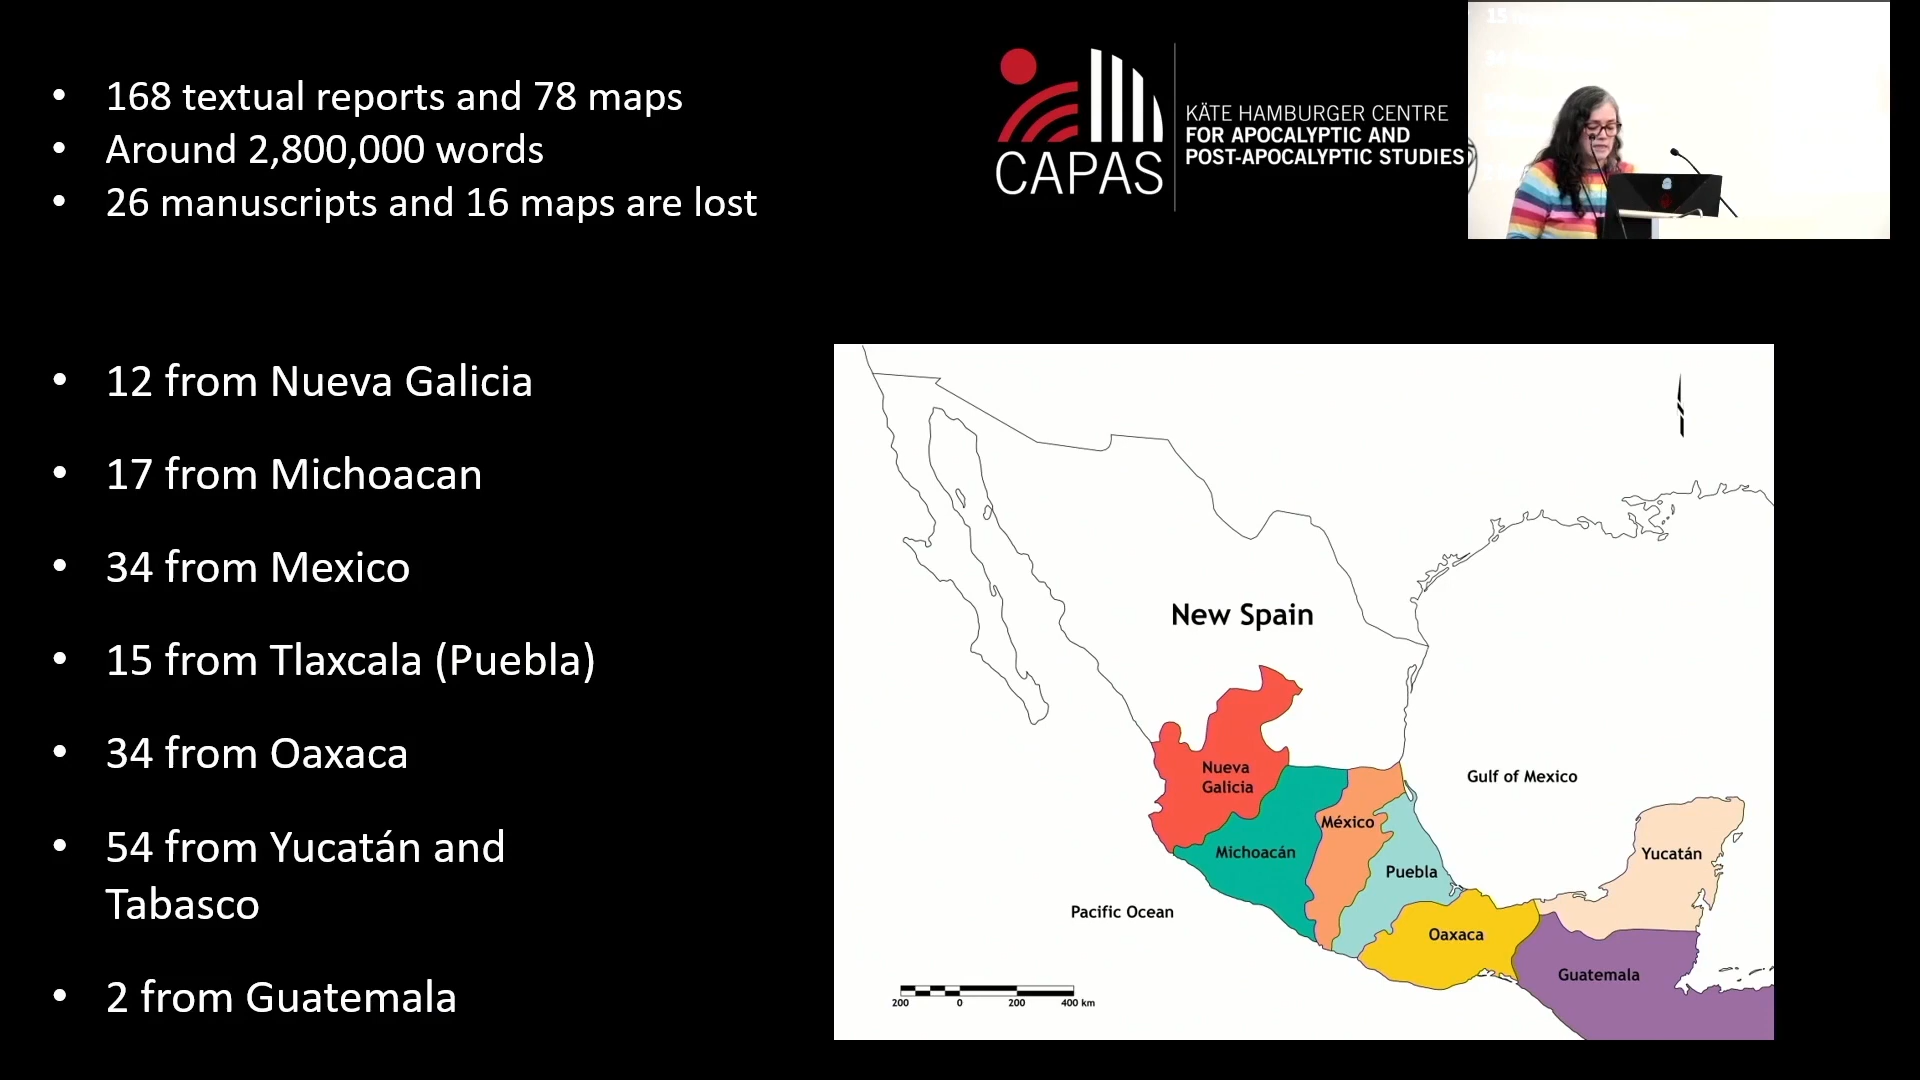 • 168 textual reports and 78 maps
• Around 2,800,000 words
• 26 manuscripts and 16 maps are lost
CAPAS
KÄTE HAMBURGER CENTRE
FOR APOCALYPTIC AND
POST-APOCALYPTIC STUDIES
• 12 from Nueva Galicia
• 17 from Michoacan
• 34 from Mexico
• 15 from Tlaxcala (Puebla)
• 34 from Oaxaca
• 54 from Yucatán and
Tabasco
• 2 from Guatemala
New Spain
Nueva
Galicia
Gulf of Mexico
México
Michoacán
Yucatán
Puebla
Pacific Ocean
Oaxaca
Guatemala
200 0 200 400 km